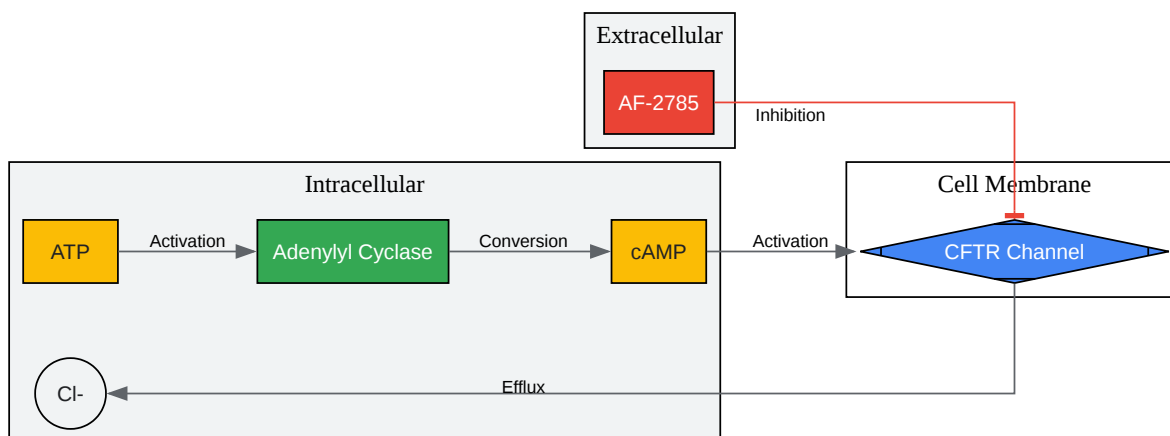 Extracellular
AF-2785
Inhibition
Intracellular
Cell Membrane
ATP
Activation
Adenylyl Cyclase
Conversion
cAMP
Activation
CFTR Channel
Cl-
Efflux